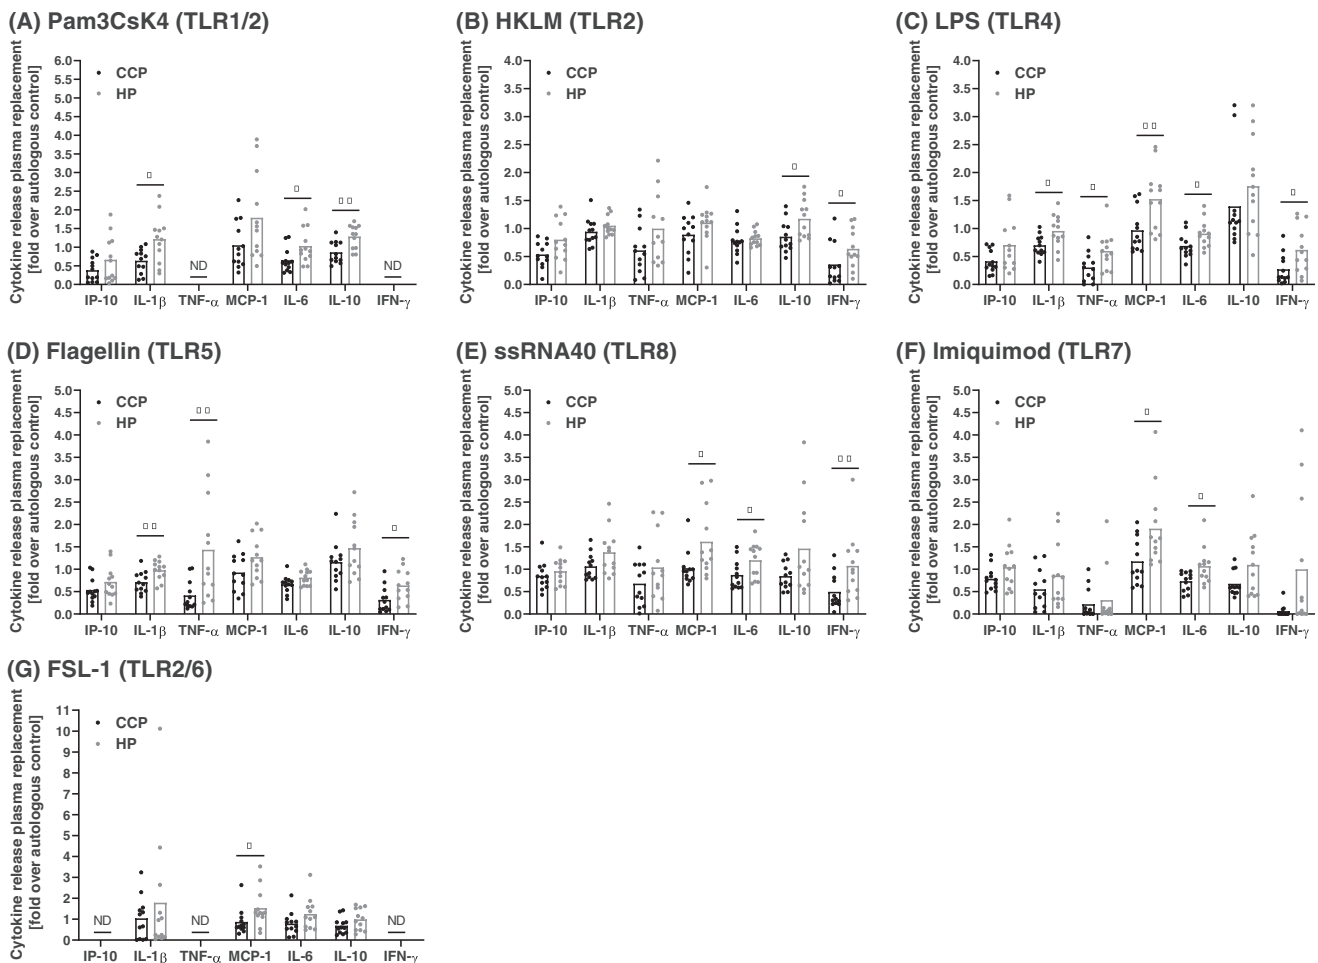 (A) Pam3CsK4 (TLR1/2)
Cytokine release plasma replacement
[fold over autologous control]
6.0
5.5
5.0
4.5
4.0
3.5
3.0
2.5
2.0
1.5
1.0
0.5
0.0
CCP
HP
ND
ND
IP-10 IL-1β TNF-α MCP-1 IL-6 IL-10 IFN-γ
(B) HKLM (TLR2)
Cytokine release plasma replacement
[fold over autologous control]
4.0
3.5
3.0
2.5
2.0
1.5
1.0
0.5
0.0
CCP
HP
IP-10 IL-1β TNF-α MCP-1 IL-6 IL-10 IFN-γ
(C) LPS (TLR4)
Cytokine release plasma replacement
[fold over autologous control]
4.0
3.5
3.0
2.5
2.0
1.5
1.0
0.5
0.0
CCP
HP
IP-10 IL-1β TNF-α MCP-1 IL-6 IL-10 IFN-γ
(D) Flagellin (TLR5)
Cytokine release plasma replacement
[fold over autologous control]
5.0
4.5
4.0
3.5
3.0
2.5
2.0
1.5
1.0
0.5
0.0
CCP
HP
IP-10 IL-1β TNF-α MCP-1 IL-6 IL-10 IFN-γ
(E) ssRNA40 (TLR8)
Cytokine release plasma replacement
[fold over autologous control]
5.0
4.5
4.0
3.5
3.0
2.5
2.0
1.5
1.0
0.5
0.0
CCP
HP
IP-10 IL-1β TNF-α MCP-1 IL-6 IL-10 IFN-γ
(F) Imiquimod (TLR7)
Cytokine release plasma replacement
[fold over autologous control]
5.0
4.5
4.0
3.5
3.0
2.5
2.0
1.5
1.0
0.5
0.0
CCP
HP
IP-10 IL-1β TNF-α MCP-1 IL-6 IL-10 IFN-γ
(G) FSL-1 (TLR2/6)
Cytokine release plasma replacement
[fold over autologous control]
11
10
9
8
7
6
5
4
3
2
1
0
CCP
HP
ND
ND
ND
IP-10 IL-1β TNF-α MCP-1 IL-6 IL-10 IFN-γ